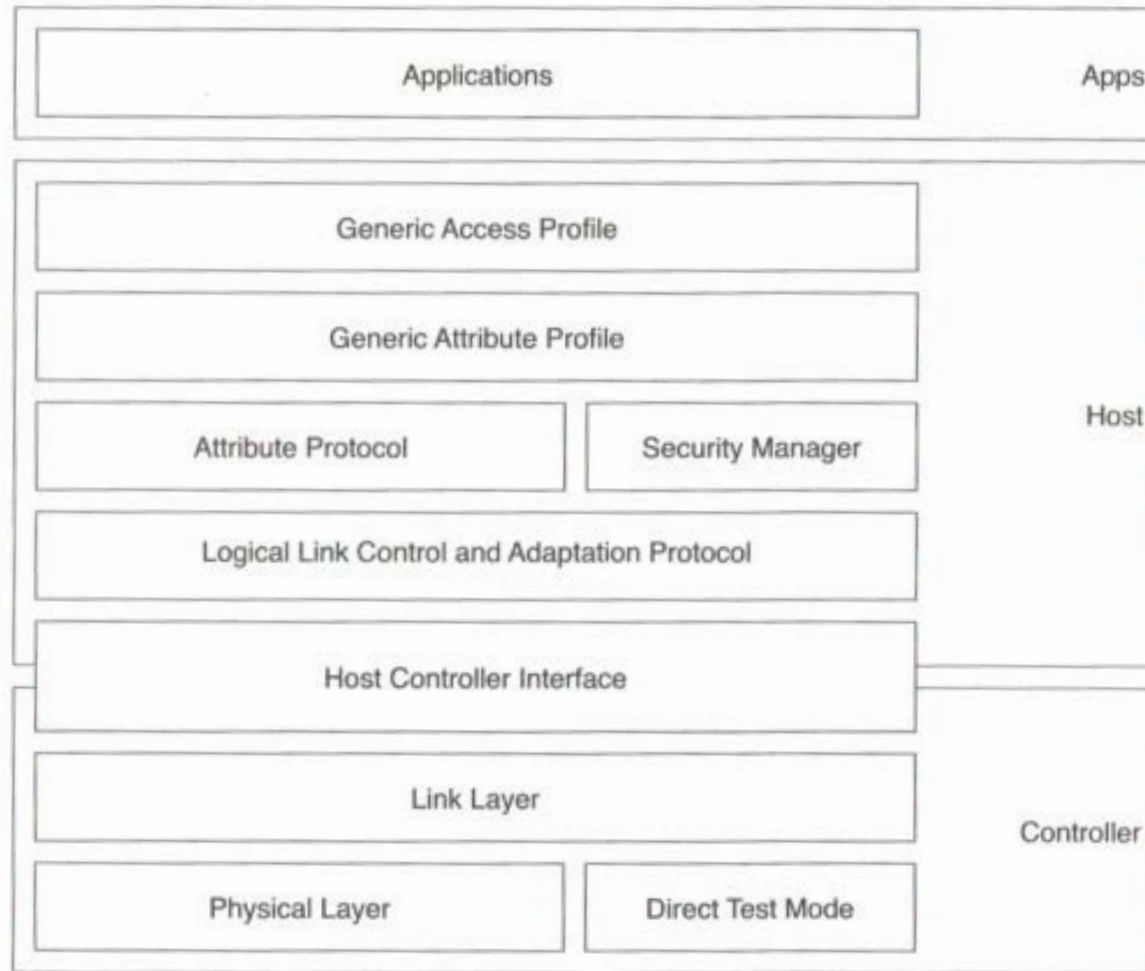 Applications
Apps
Generic Access Profile
Generic Attribute Profile
Host
Attribute Protocol
Security Manager
Logical Link Control and Adaptation Protocol
Host Controller Interface
Link Layer
Controller
Physical Layer
Direct Test Mode